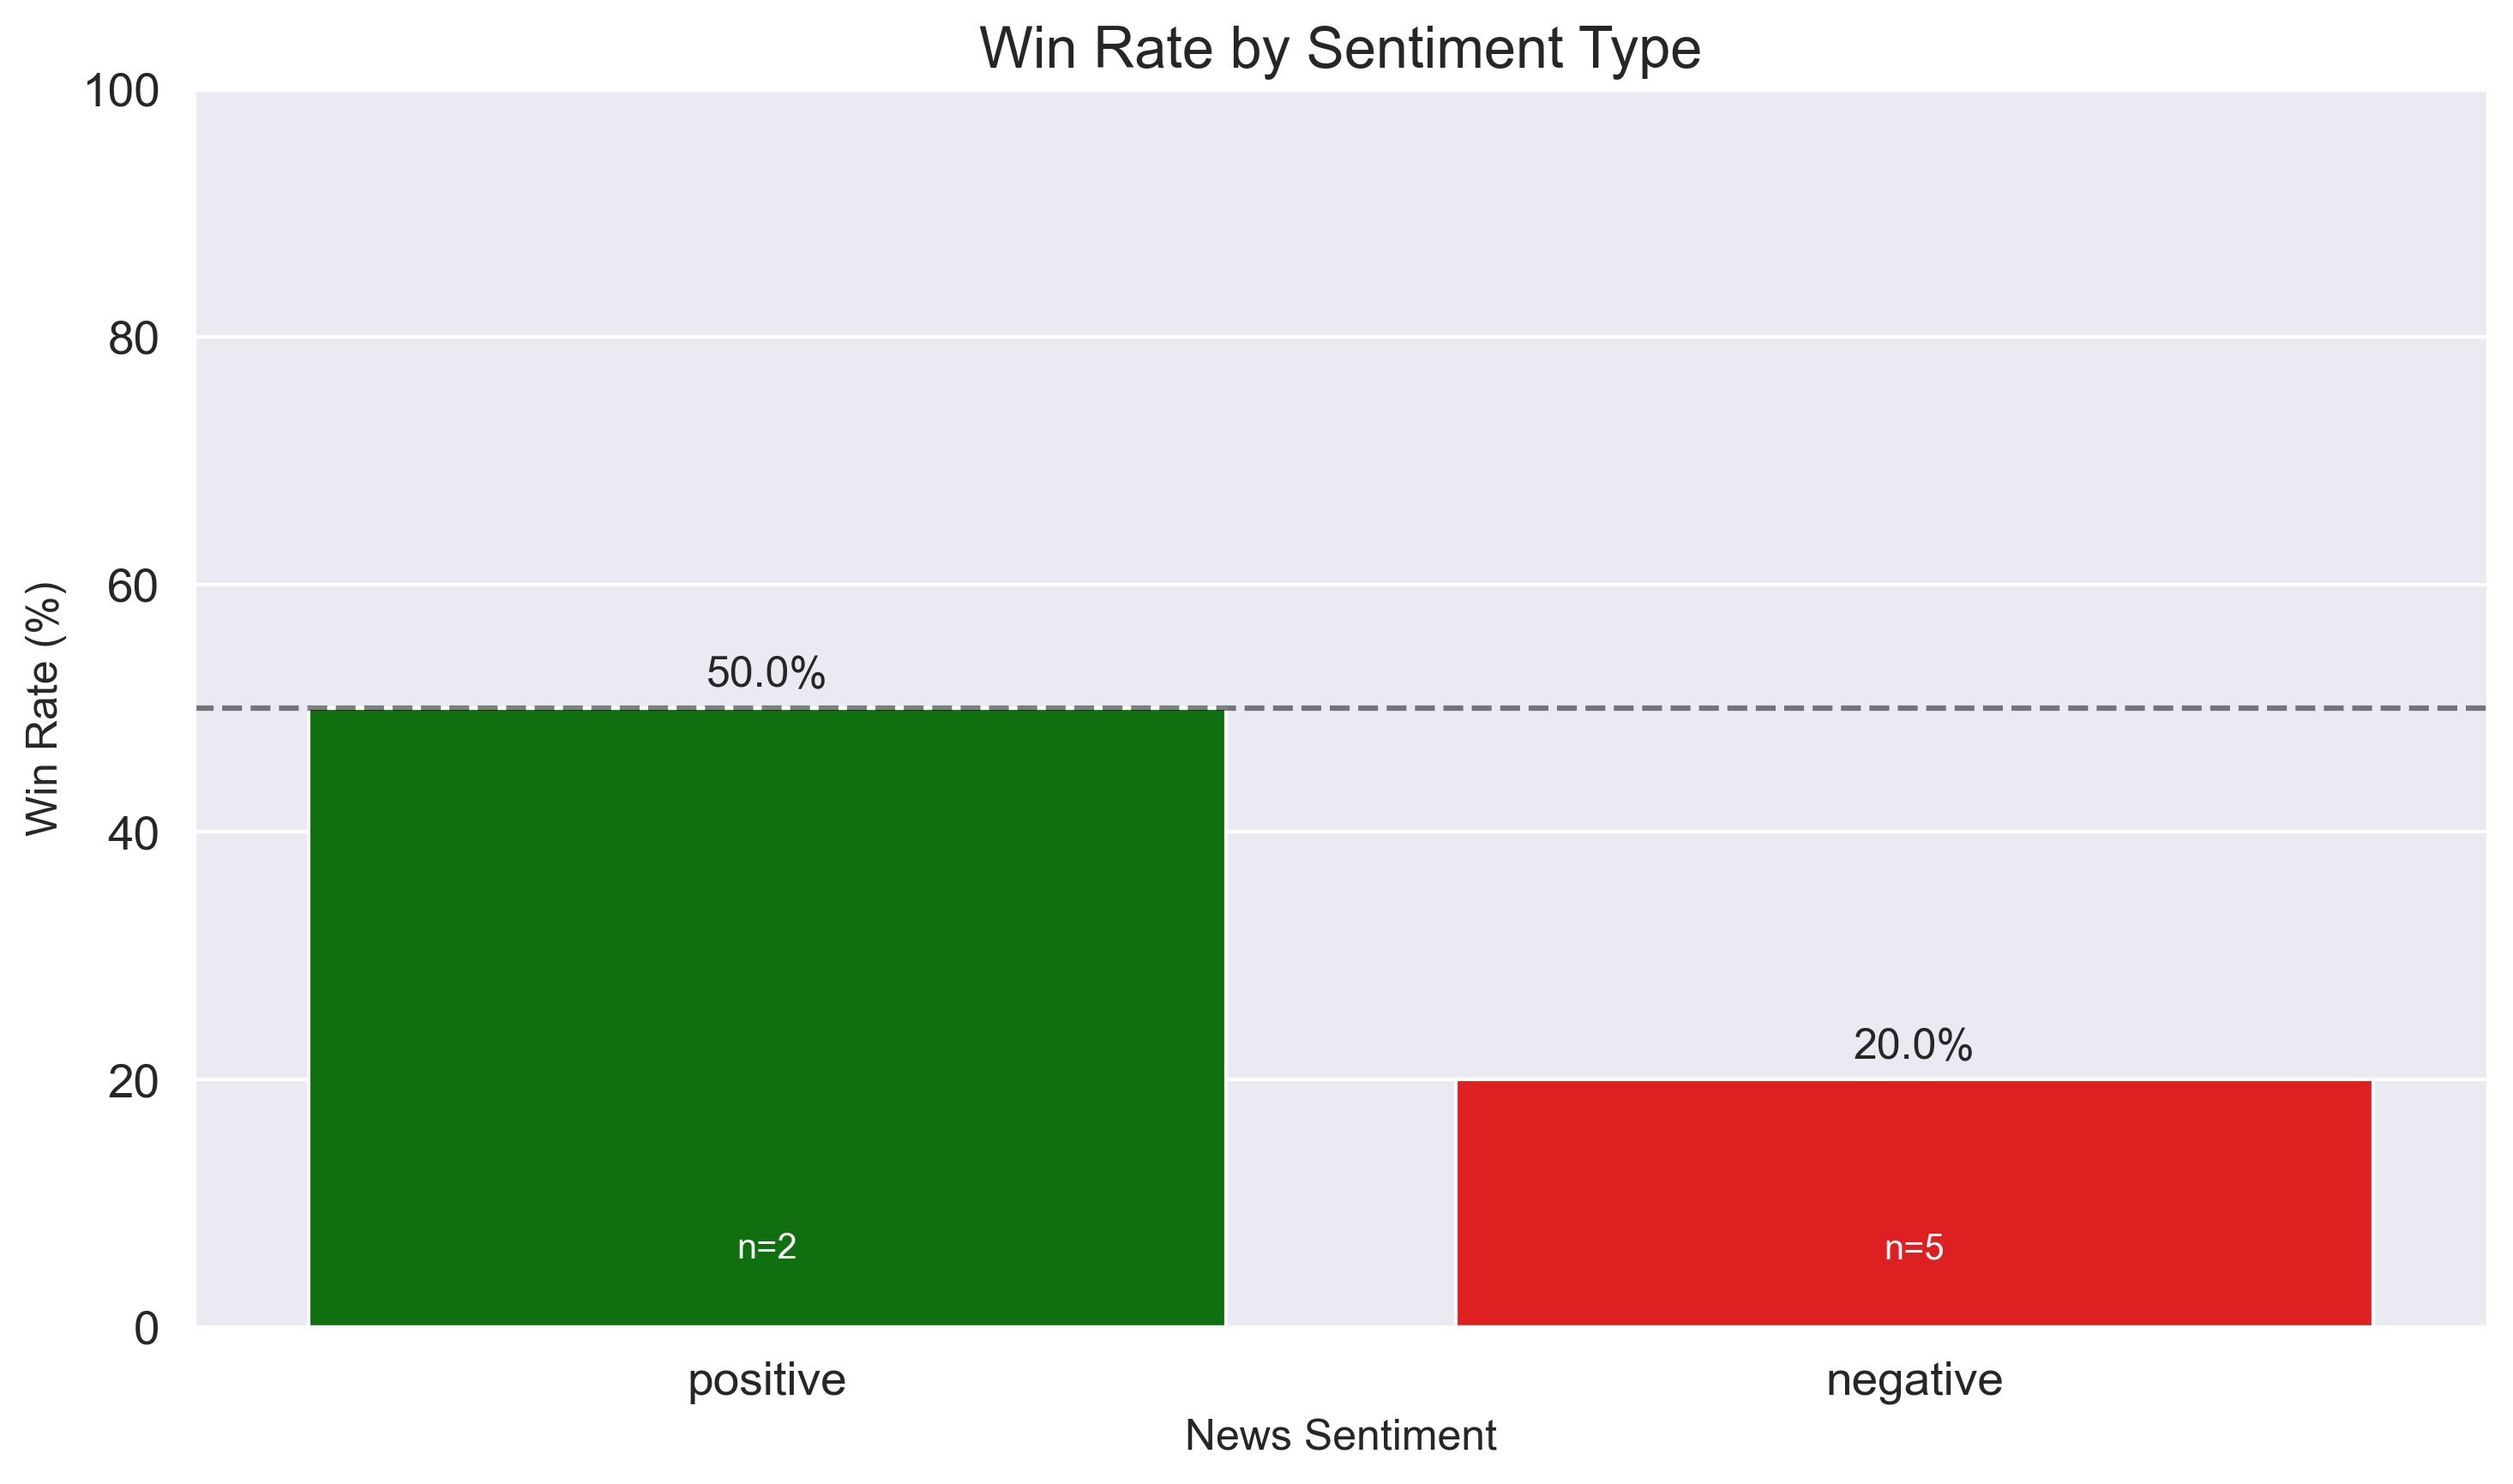 Win Rate by Sentiment Type
100
80
60
40
20
0
Win Rate (%)
50.0%
20.0%
n=2
n=5
positive
negative
News Sentiment